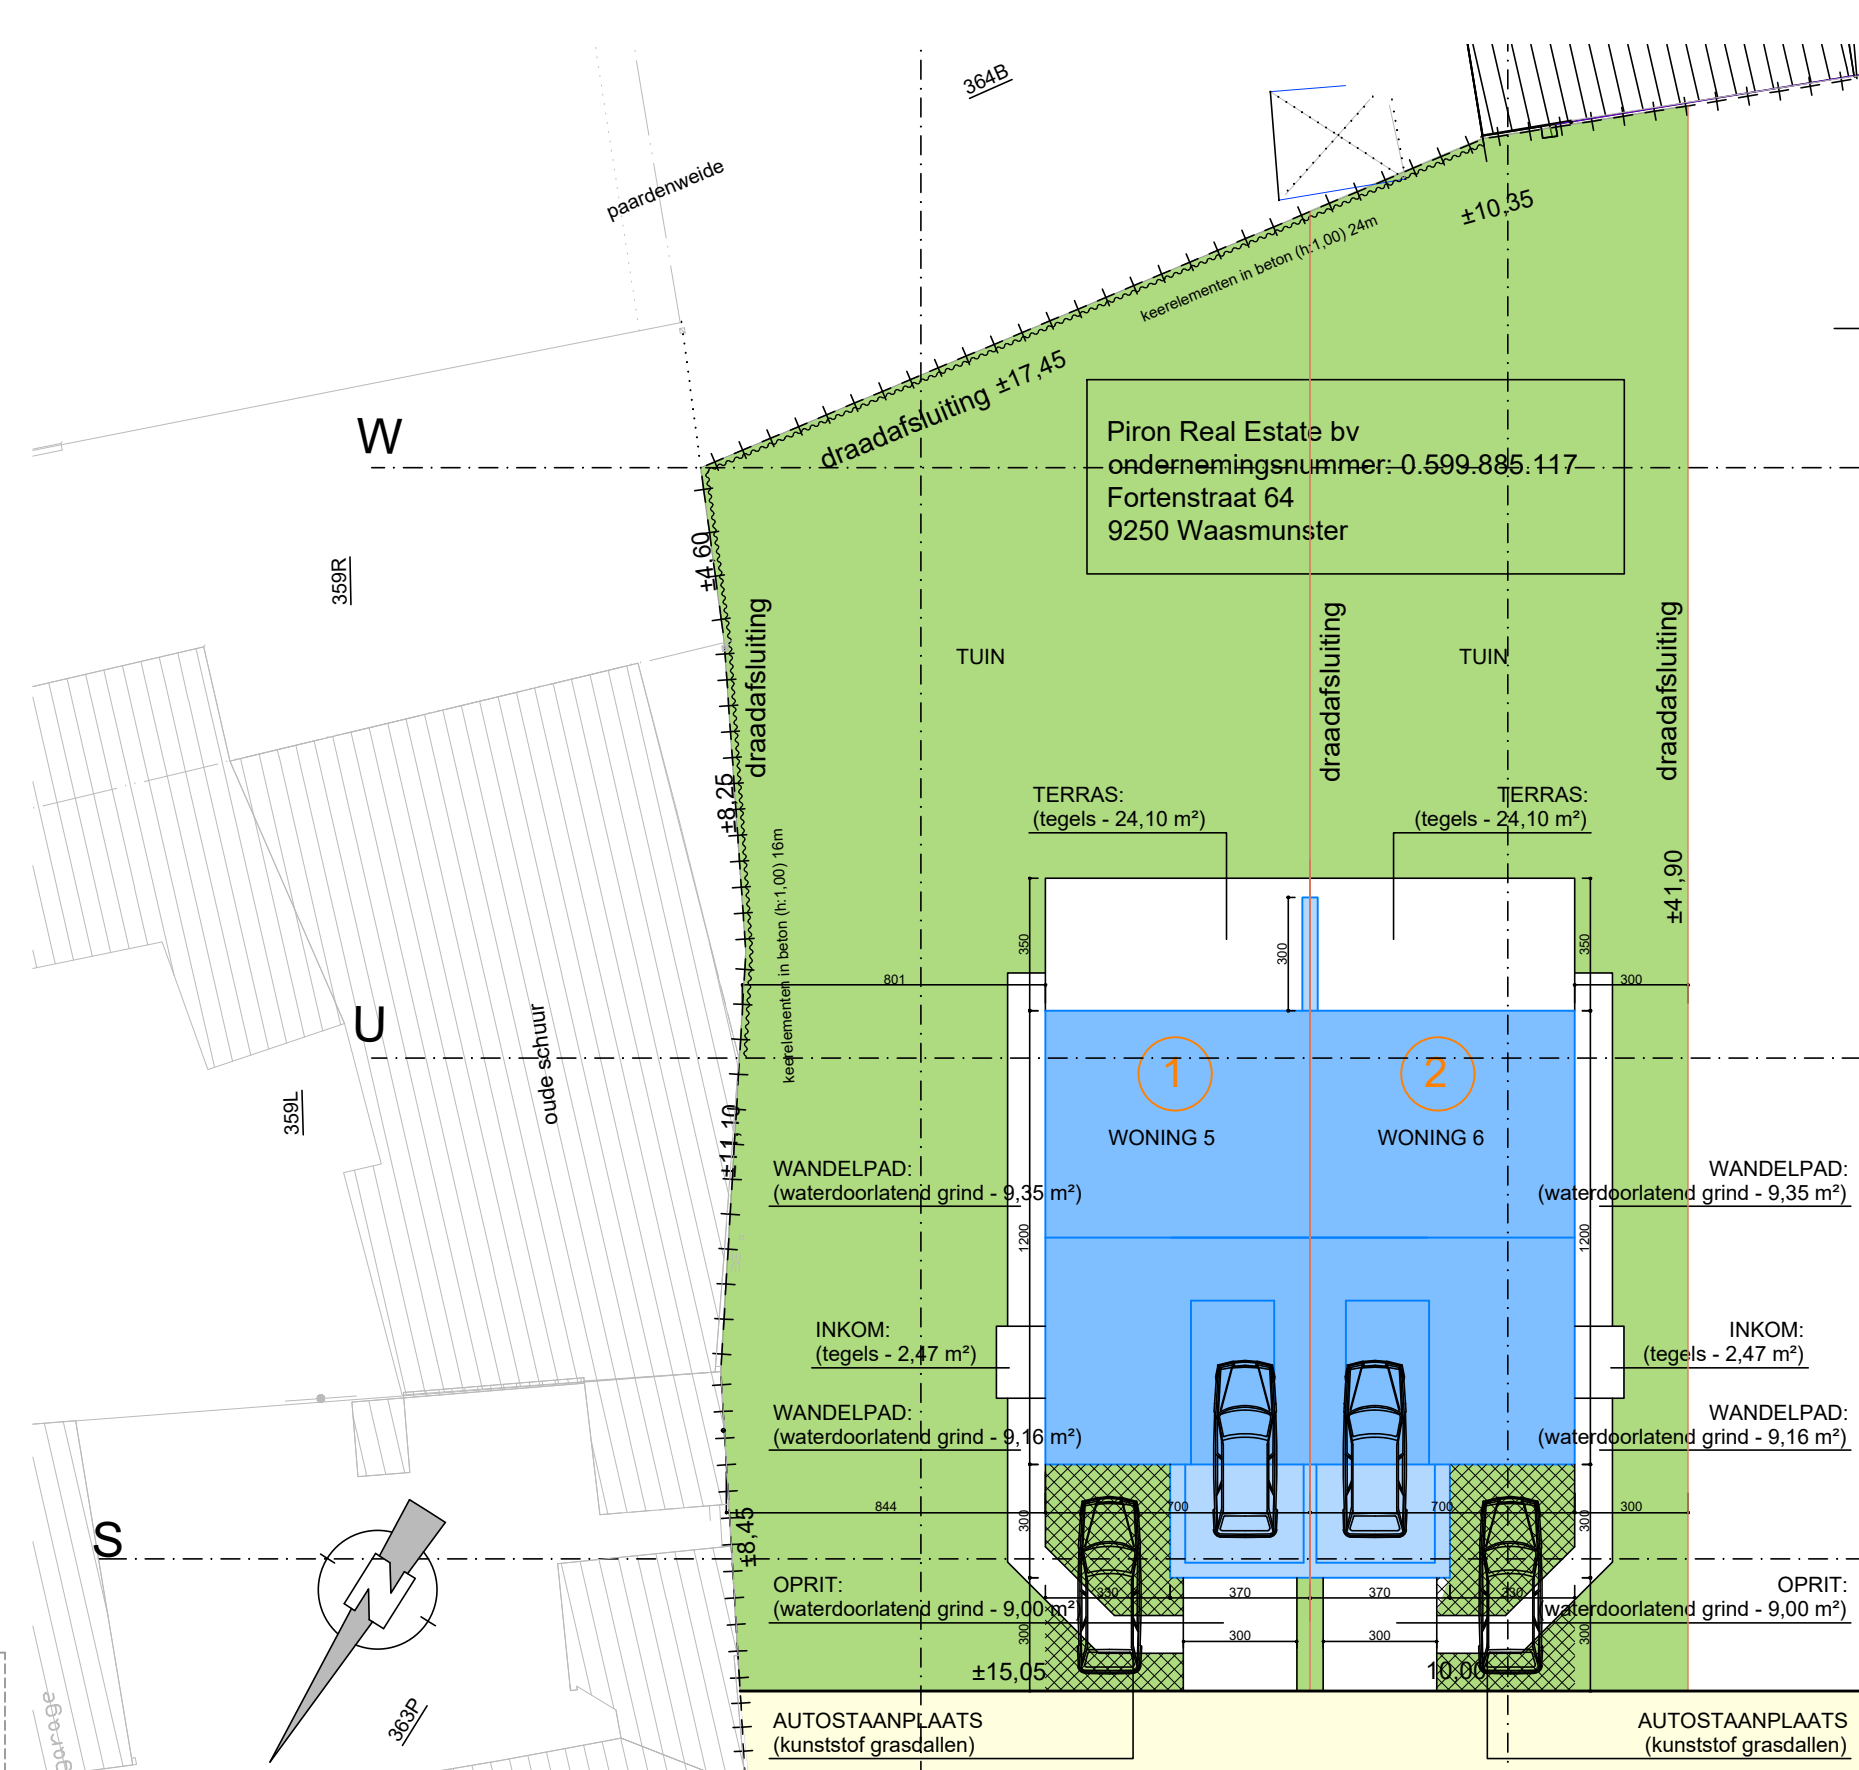 364B
paardenweide
±10,35
keerelementen in beton (h:1,00) 24m
draadafsluiting ±17,45
W
Piron Real Estate bv
ondernemingsnummer: 0.599.885.117
Fortenstraat 64
9250 Waasmunster
±4,60
359R
draadafsluiting
draadafsluiting
draadafsluiting
TUIN
TUIN
±8,25
TERRAS:
(tegels - 24,10 m²)
TERRAS:
(tegels - 24,10 m²)
±41,90
keerelementen in beton (h:1,00) 16m
350
300
350
801
300
U
oude schuur
359L
1
2
WONING 5
WONING 6
±11,10
WANDELPAD:
(waterdoorlatend grind - 9,35 m²)
WANDELPAD:
(waterdoorlatend grind - 9,35 m²)
1200
1200
INKOM:
(tegels - 2,47 m²)
INKOM:
(tegels - 2,47 m²)
WANDELPAD:
(waterdoorlatend grind - 9,16 m²)
WANDELPAD:
(waterdoorlatend grind - 9,16 m²)
844
700
700
300
300
300
S
±8,45
OPRIT:
(waterdoorlatend grind - 9,00 m²)
OPRIT:
(waterdoorlatend grind - 9,00 m²)
330
370
370
330
300
300
300
300
±15,05
10,00
363P
garage
AUTOSTAANPLAATS
(kunststof grasdallen)
AUTOSTAANPLAATS
(kunststof grasdallen)